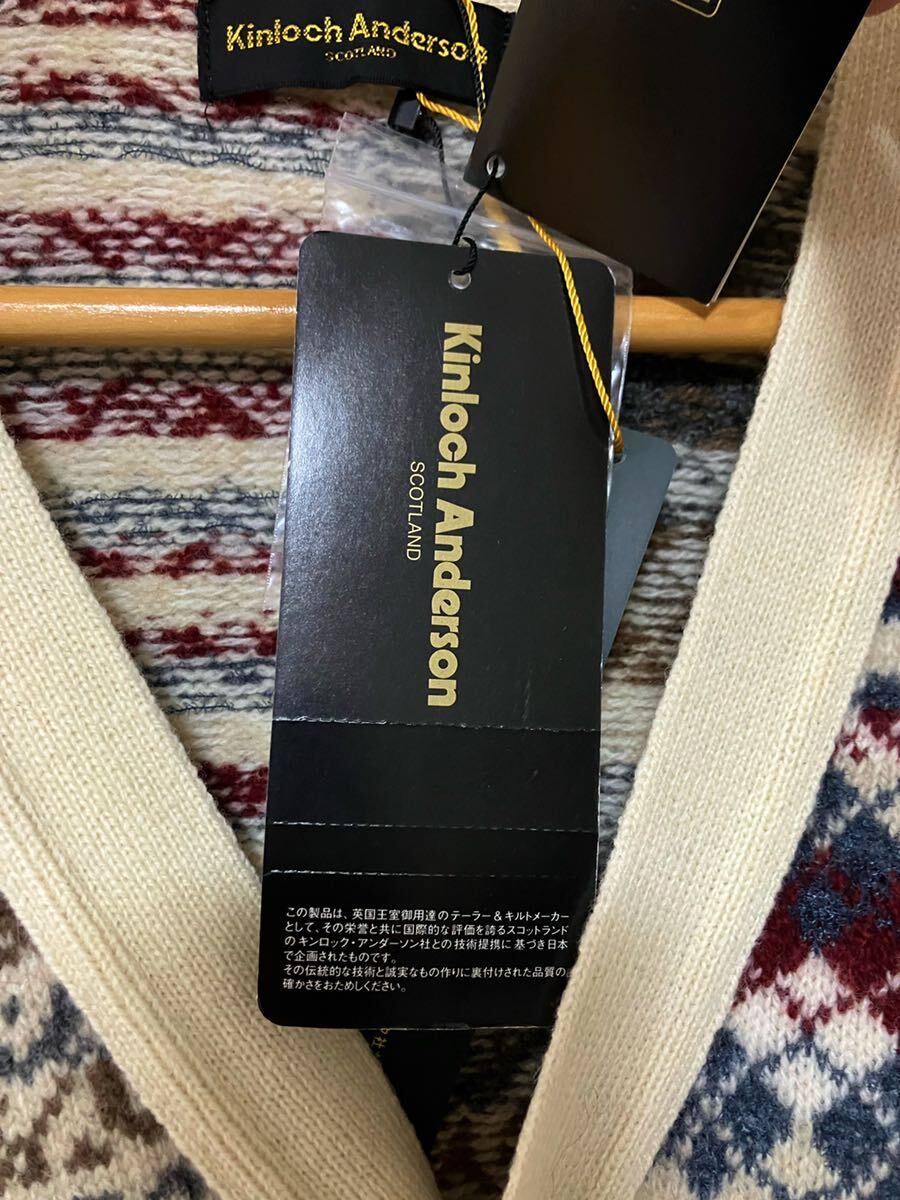 Kinloch Anderson
SCOTLAND
Kinloch Anderson
SCOTLAND
この製品は、英国王室御用達のテーラー&キルトメーカー
として、その栄誉と共に国際的な評価を誇るスコットランド
のキンロック・アンダーソン社との技術提携に基づき日本
で企画されたものです。
その伝統的な技術と誠実なもの作りに裏付けされた品質の
確かさをおためしください。